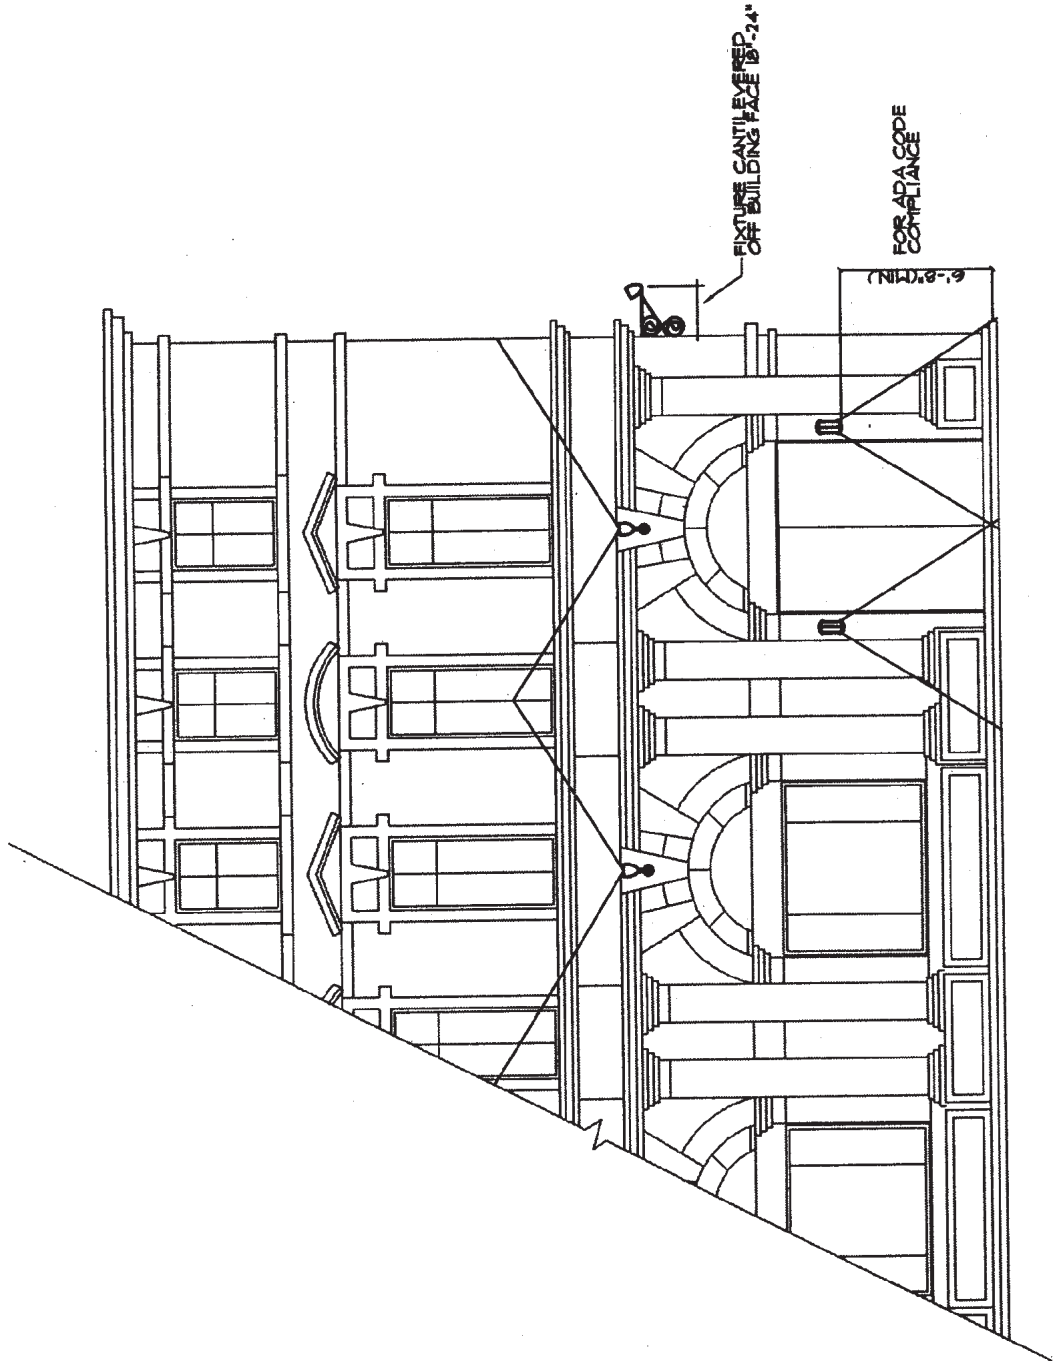 FIXTURE CANTILEVERED
OFF BUILDING FACE 18"-24"
FOR ADA CODE
COMPLIANCE
6'-8"(MIN.)